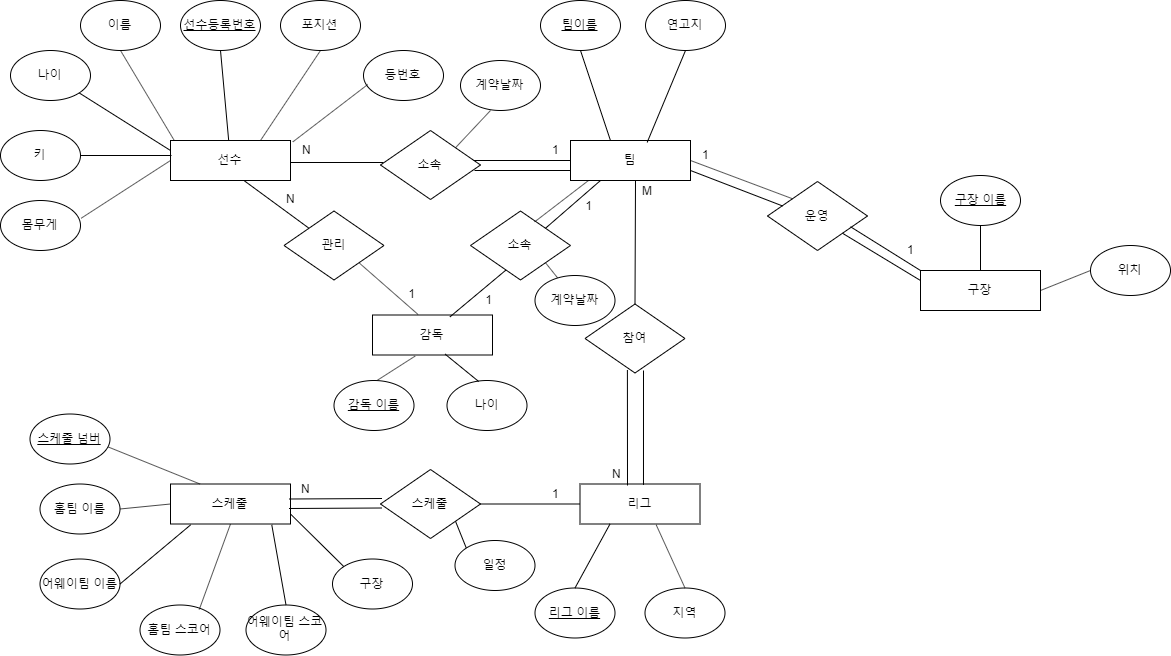 이름
선수등록번호
포지션
팀이름
연고지
나이
등번호
계약날짜
키
선수
N
소속
1
팀
1
몸무게
N
관리
소속
1
M
운영
구장 이름
1
위치
구장
1
1
계약날짜
감독
참여
감독 이름
나이
스케줄 넘버
N
홈팀 이름
스케줄
N
스케줄
1
리그
어웨이팀 이름
구장
일정
홈팀 스코어
어웨이팀 스코
어
리그 이름
지역